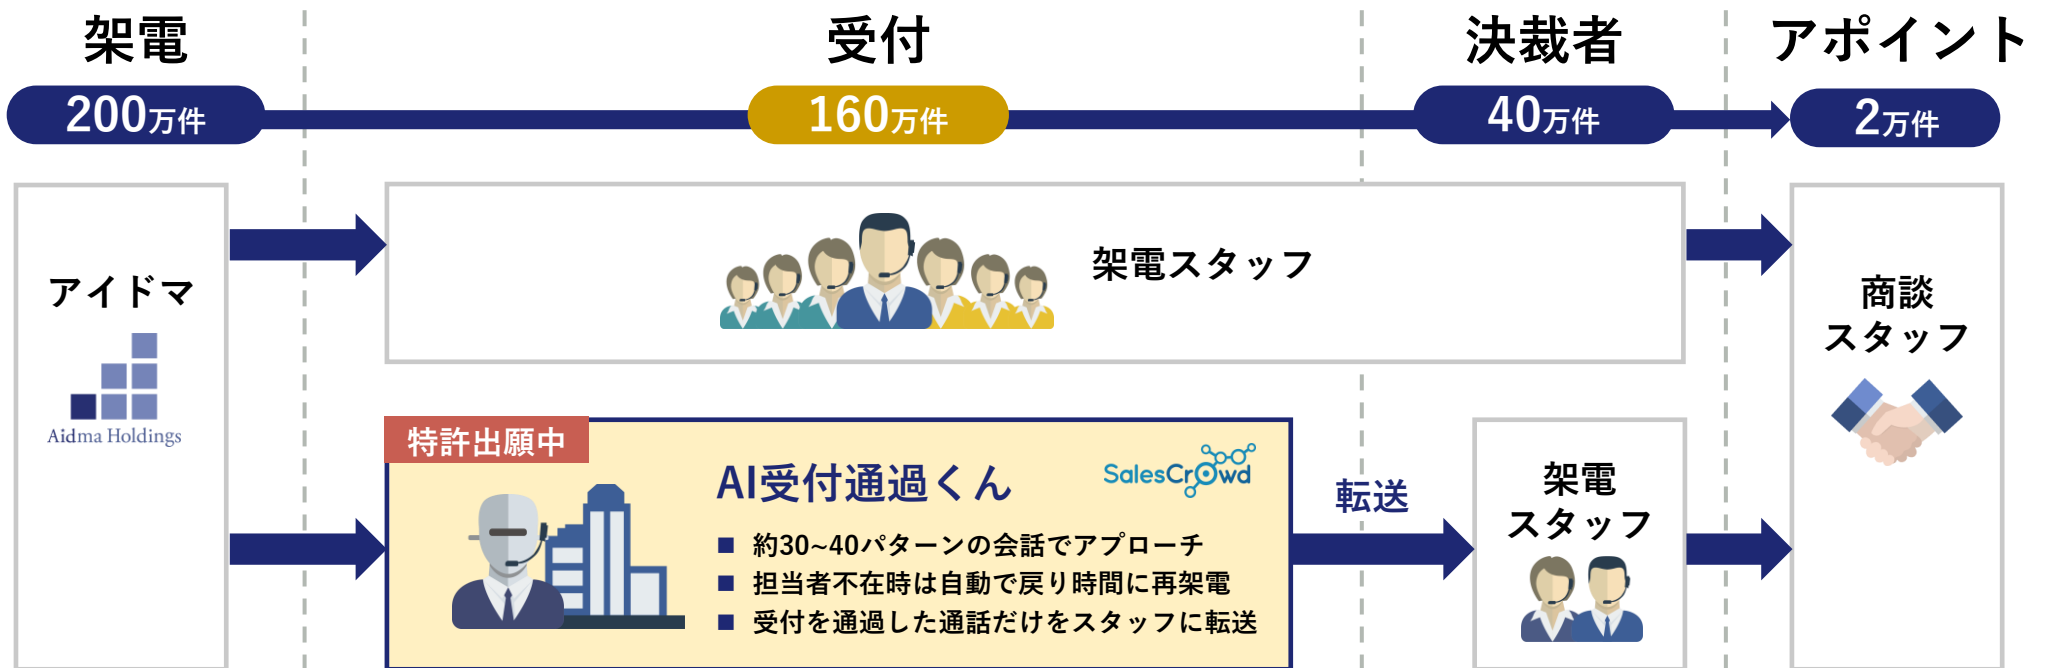 架電
受付
決裁者
アポイント
200万件
160万件
40万件
2万件
アイドマ
Aidma Holdings
架電スタッフ
商談
スタッフ
特許出願中
AI受付通過くん
SalesCrowd
約30~40パターンの会話でアプローチ
担当者不在時は自動で戻り時間に再架電
受付を通過した通話だけをスタッフに転送
転送
架電
スタッフ